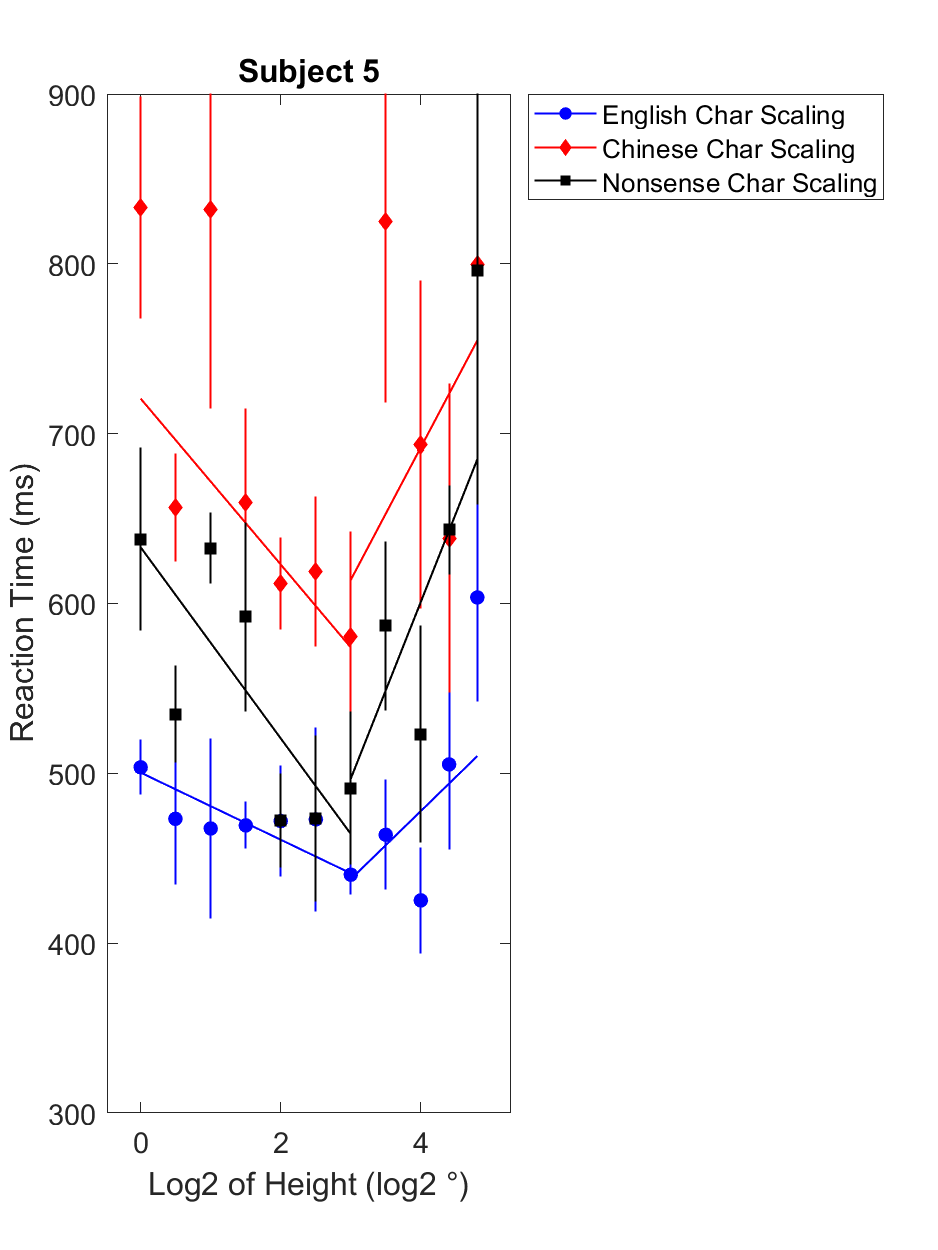 Subject 5
900
800
700
600
500
400
300
0
2
4
Reaction Time (ms)
Log2 of Height (log2 °)
English Char Scaling
Chinese Char Scaling
Nonsense Char Scaling